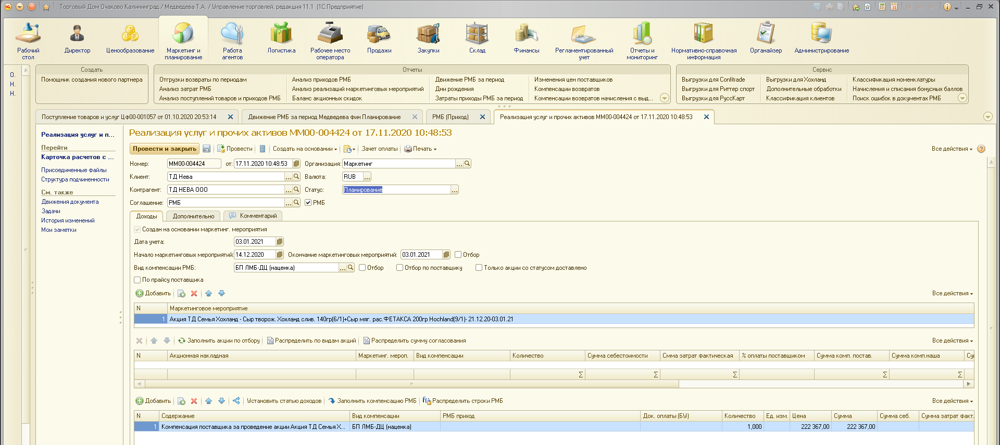 Торговый Дом Очаково Калининград / Медведева Т.А. / Управление торговлей, редакция 11.1 (1С:Предприятие)
Рабочий стол
Директор
Ценообразование
Маркетинг и планирование
Работа агентов
Логистика
Рабочее место оператора
Продажи
Закупки
Склад
Финансы
Регламентированный учет
Отчеты и мониторинг
Нормативно-справочная информация
Органайзер
Администрирование
О.
Н.
Н.
Создать
Помощник создания нового партнера
Отчеты
Отгрузки возвраты по периодам
Анализ затрат РМБ
Анализ поступлений товаров и приходов РМБ
Анализ приходов РМБ
Анализ реализаций маркетинговых мероприятий
Баланс акционных скидок
Движение РМБ за период
Дни рождения
Затраты приходы РМБ за период
Изменения цен поставщиков
Компенсации возвратов
Компенсации возвратов начисления с выд...
Сервис
Выгрузки для Confitrade
Выгрузки для Риттер спорт
Выгрузки для РуссКарт
Выгрузки для Хохланд
Дополнительные обработки
Классификация клиентов
Классификация номенклатуры
Начисления и списания бонусных баллов
Поиск ошибок в документах РМБ
Поступление товаров и услуг ЦФ00-001057 от 01.10.2020 20:53:14
Движение РМБ за период Медведева фин Планирование
РМБ (Приход)
Реализация услуг и прочих активов ММ00-004424 от 17.11.2020 10:48:53
Реализация услуг и п...
Перейти
Карточка расчетов с ...
Присоединенные файлы
Структура подчиненности
См. также
Движения документа
Задачи
История изменений
Мои заметки
Реализация услуг и прочих активов ММ00-004424 от 17.11.2020 10:48:53
Провести и закрыть Провести Создать на основании Зачет оплаты Печать Все действия
Номер: ММ00-004424 от: 17.11.2020 10:48:53 Организация: Маркетинг
Клиент: ТД Нева Валюта: RUB
Контрагент: ТД НЕВА ООО Статус: Планирование
Соглашение: РМБ РМБ
Доходы Дополнительно Комментарий
Создан на основании маркетинг. мероприятия
Дата учета: 03.01.2021
Начало маркетинговых мероприятий: 14.12.2020 Окончание маркетинговых мероприятий: 03.01.2021 Отбор
Вид компенсации РМБ: БП ЛМБ-ДЦ (наценка) Отбор Отбор по поставщику Только акции со статусом доставлено
По прайсу поставщика
Добавить Все действия
N Маркетинговое мероприятие
1 Акция ТД Семья Хохланд - Сыр творож. Хохланд слив. 140гр(6/1)+Сыр мяг. рас.ФЕТАКСА 200гр Hochland(9/1)- 21.12.20-03.01.21
Заполнить акции по отбору Распределить по видам акций Распределить сумму согласования Все действия
N Акционная накладная Маркетинг. мероп. Вид компенсации Количество Сумма себестоимости Смма затрат фактическая % оплаты поставщиком Сумма комп. постав. Сумма комп.наша Су
Σ Σ Σ Σ Σ
Добавить Установить статью доходов Заполнить компенсацию РМБ Распределить строки РМБ Все действия
N Содержание Вид компенсации РМБ приход Док. оплаты (БУ) Количество Ед. изм. Цена Сумма Сумма себ. Сумма затрат факт.
1 Компенсация поставщика за проведение акции Акция ТД Семья Х... БП ЛМБ-ДЦ (наценка) 1,000 222 367,00 222 367,00